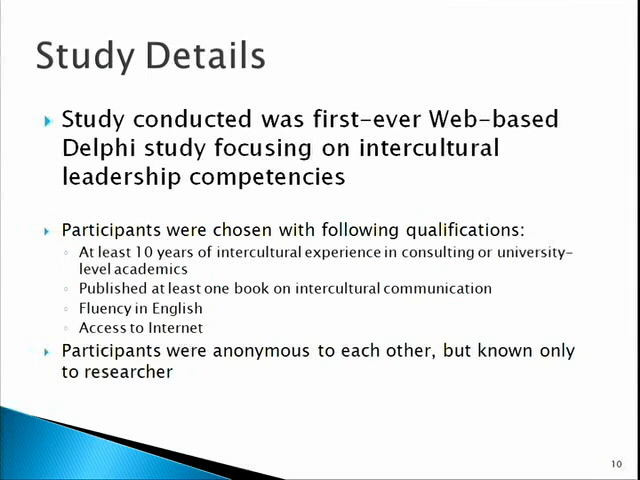 Study Details
Study conducted was first-ever Web-based
Delphi study focusing on intercultural
leadership competencies
Participants were chosen with following qualifications:
At least 10 years of intercultural experience in consulting or university-
level academics
Published at least one book on intercultural communication
Fluency in English
Access to Internet
Participants were anonymous to each other, but known only
to researcher
10